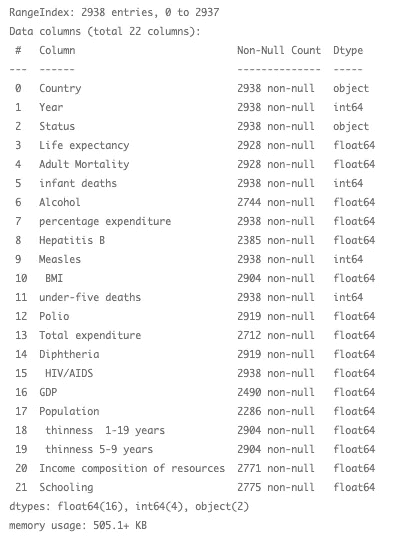 RangeIndex: 2938 entries, 0 to 2937
Data columns (total 22 columns):
 #   Column                           Non-Null Count  Dtype
---  ------                           --------------  -----
 0   Country                          2938 non-null   object
 1   Year                             2938 non-null   int64
 2   Status                           2938 non-null   object
 3   Life expectancy                  2928 non-null   float64
 4   Adult Mortality                  2928 non-null   float64
 5   infant deaths                    2938 non-null   int64
 6   Alcohol                          2744 non-null   float64
 7   percentage expenditure           2938 non-null   float64
 8   Hepatitis B                      2385 non-null   float64
 9   Measles                          2938 non-null   int64
 10   BMI                             2904 non-null   float64
 11  under-five deaths                2938 non-null   int64
 12  Polio                            2919 non-null   float64
 13  Total expenditure                2712 non-null   float64
 14  Diphtheria                       2919 non-null   float64
 15   HIV/AIDS                        2938 non-null   float64
 16  GDP                              2490 non-null   float64
 17  Population                       2286 non-null   float64
 18   thinness  1-19 years            2904 non-null   float64
 19   thinness 5-9 years              2904 non-null   float64
 20  Income composition of resources  2771 non-null   float64
 21  Schooling                        2775 non-null   float64
dtypes: float64(16), int64(4), object(2)
memory usage: 505.1+ KB